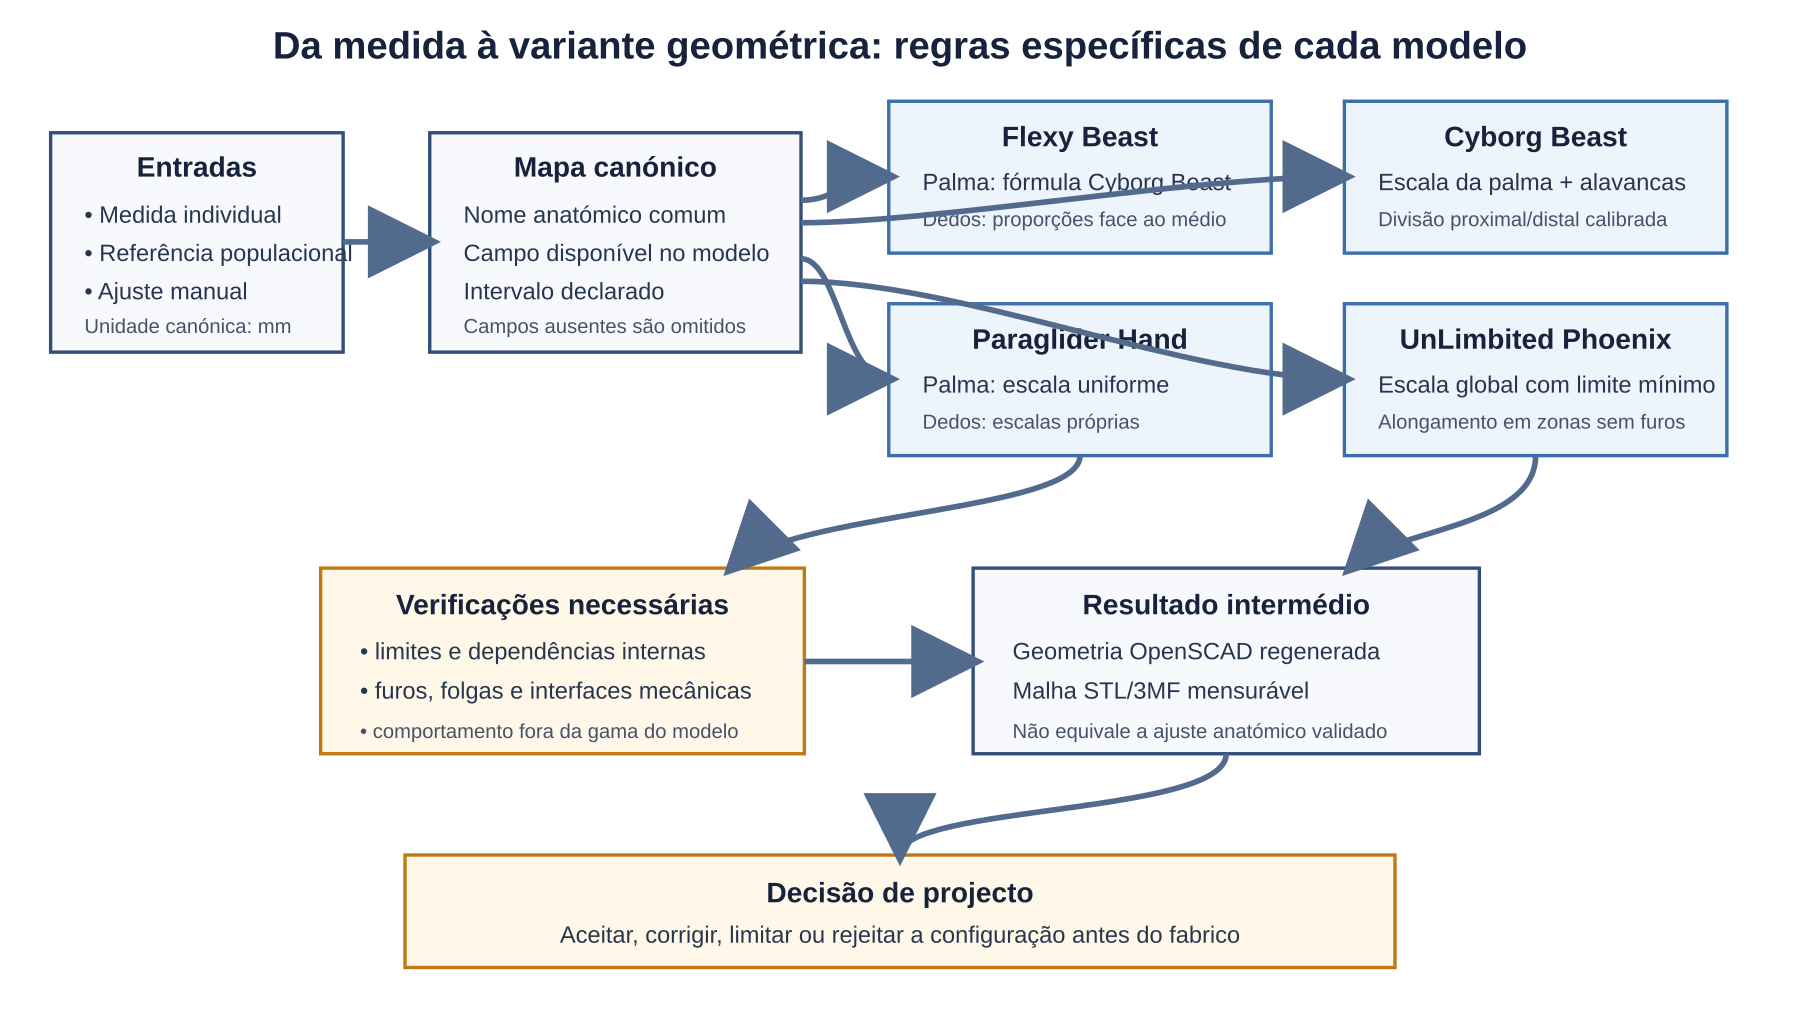 Da medida à variante geométrica: regras específicas de cada modelo
Entradas
• Medida individual
• Referência populacional
• Ajuste manual
Unidade canónica: mm
Mapa canónico
Nome anatómico comum
Campo disponível no modelo
Intervalo declarado
Campos ausentes são omitidos
Flexy Beast
Palma: fórmula Cyborg Beast
Dedos: proporções face ao médio
Cyborg Beast
Escala da palma + alavancas
Divisão proximal/distal calibrada
Paraglider Hand
Palma: escala uniforme
Dedos: escalas próprias
UnLimbited Phoenix
Escala global com limite mínimo
Alongamento em zonas sem furos
Verificações necessárias
• limites e dependências internas
• furos, folgas e interfaces mecânicas
• comportamento fora da gama do modelo
Resultado intermédio
Geometria OpenSCAD regenerada
Malha STL/3MF mensurável
Não equivale a ajuste anatómico validado
Decisão de projecto
Aceitar, corrigir, limitar ou rejeitar a configuração antes do fabrico